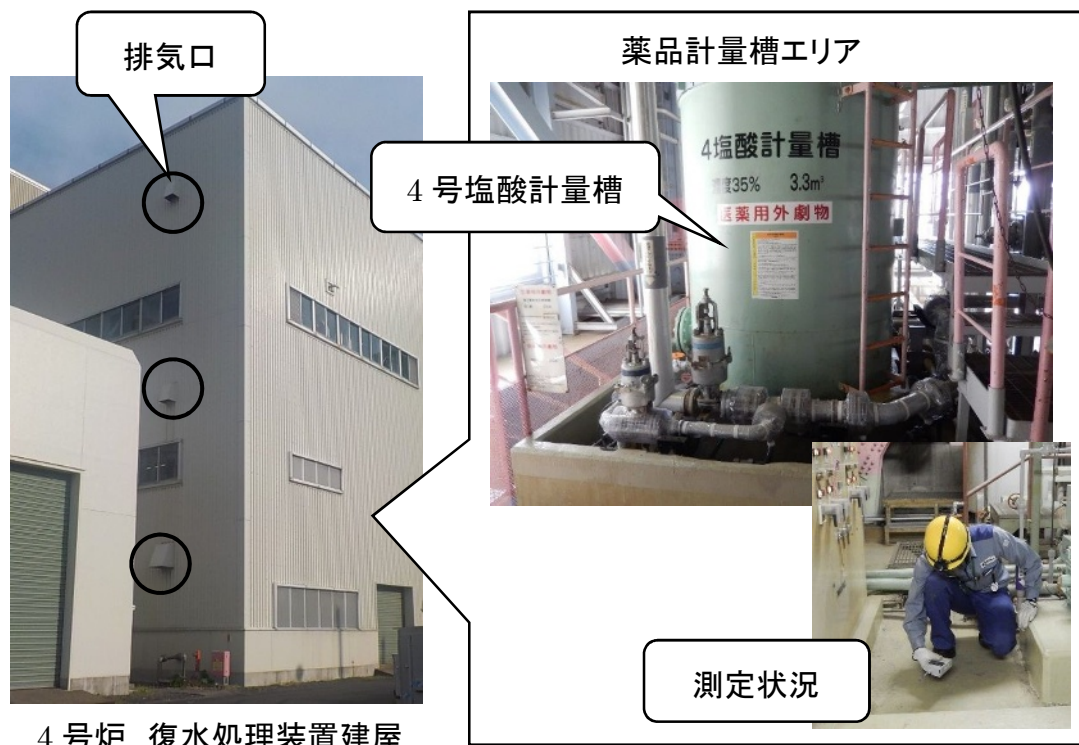 排気口
薬品計量槽エリア
4塩酸計量槽
濃度35% 3.3m³
医薬用外劇物
4号塩酸計量槽
測定状況
4号炉 復水処理装置建屋